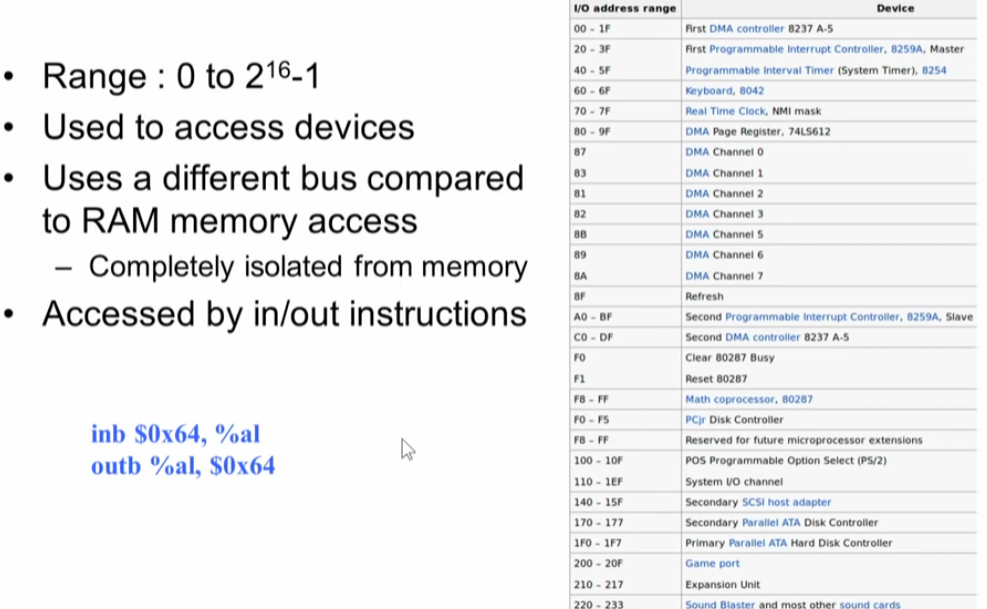 • Range : 0 to 2¹⁶-1
• Used to access devices
• Uses a different bus compared
to RAM memory access
– Completely isolated from memory
• Accessed by in/out instructions
inb $0x64, %al
outb %al, $0x64
I/O address range Device
00 - 1F First DMA controller 8237 A-5
20 - 3F First Programmable Interrupt Controller, 8259A, Master
40 - 5F Programmable Interval Timer (System Timer), 8254
60 - 6F Keyboard, 8042
70 - 7F Real Time Clock, NMI mask
80 - 9F DMA Page Register, 74LS612
87 DMA Channel 0
83 DMA Channel 1
81 DMA Channel 2
82 DMA Channel 3
8B DMA Channel 5
89 DMA Channel 6
8A DMA Channel 7
8F Refresh
A0 - BF Second Programmable Interrupt Controller, 8259A, Slave
C0 - DF Second DMA controller 8237 A-5
F0 Clear 80287 Busy
F1 Reset 80287
F8 - FF Math coprocessor, 80287
F0 - F5 PCjr Disk Controller
F8 - FF Reserved for future microprocessor extensions
100 - 10F POS Programmable Option Select (PS/2)
110 - 1EF System I/O channel
140 - 15F Secondary SCSI host adapter
170 - 177 Secondary Parallel ATA Disk Controller
1F0 - 1F7 Primary Parallel ATA Hard Disk Controller
200 - 20F Game port
210 - 217 Expansion Unit
220 - 233 Sound Blaster and most other sound cards